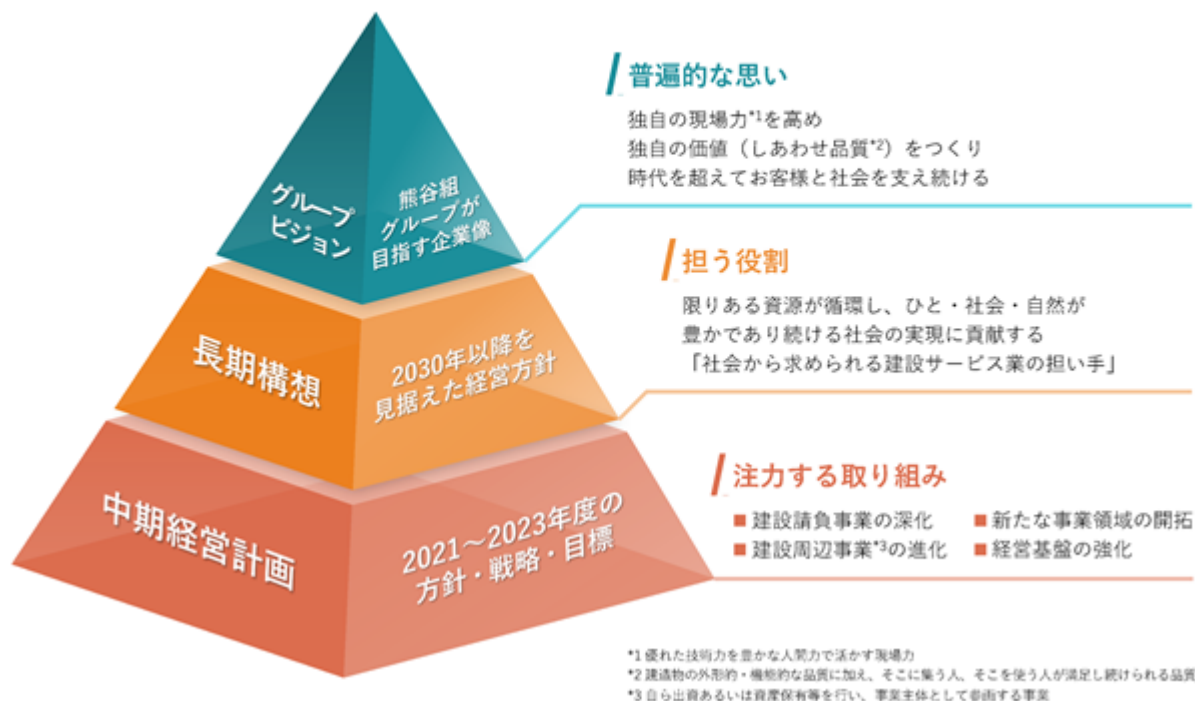 グループ
ビジョン
熊谷組
グループが
目指す企業像
普遍的な思い
独自の現場力*1を高め
独自の価値（しあわせ品質*2）をつくり
時代を超えてお客様と社会を支え続ける
長期構想
2030年以降を
見据えた経営方針
担う役割
限りある資源が循環し、ひと・社会・自然が
豊かであり続ける社会の実現に貢献する
「社会から求められる建設サービス業の担い手」
中期経営計画
2021～2023年度の
方針・戦略・目標
注力する取り組み
■ 建設請負事業の深化 ■ 新たな事業領域の開拓
■ 建設周辺事業*3の進化 ■ 経営基盤の強化
*1 優れた技術力を豊かな人間力で活かす現場力
*2 建造物の外形的・機能的な品質に加え、そこに集う人、そこを使う人が満足し続けられる品質
*3 自ら出資あるいは資産保有等を行い、事業主体として参画する事業